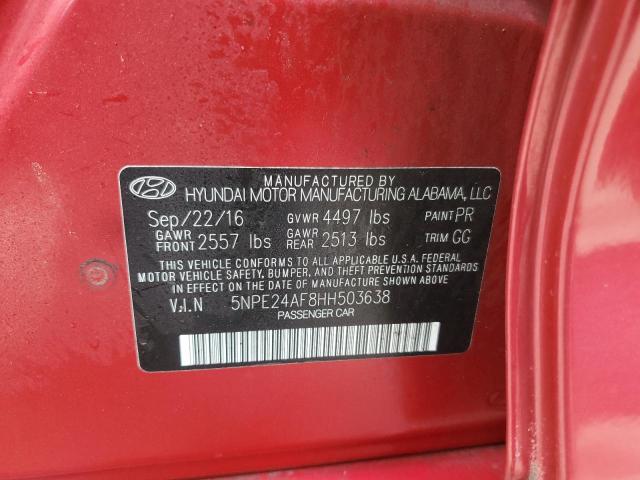 MANUFACTURED BY
HYUNDAI MOTOR MANUFACTURING ALABAMA, LLC
Sep/22/16 GVWR 4497 lbs PAINT PR
GAWR FRONT 2557 lbs GAWR REAR 2513 lbs TRIM GG
THIS VEHICLE CONFORMS TO ALL APPLICABLE U.S.A. FEDERAL
MOTOR VEHICLE SAFETY, BUMPER, AND THEFT PREVENTION
STANDARDS IN EFFECT ON THE DATE OF MANUFACTURE SHOWN ABOVE.
V.I.N 5NPE24AF8HH503638
PASSENGER CAR